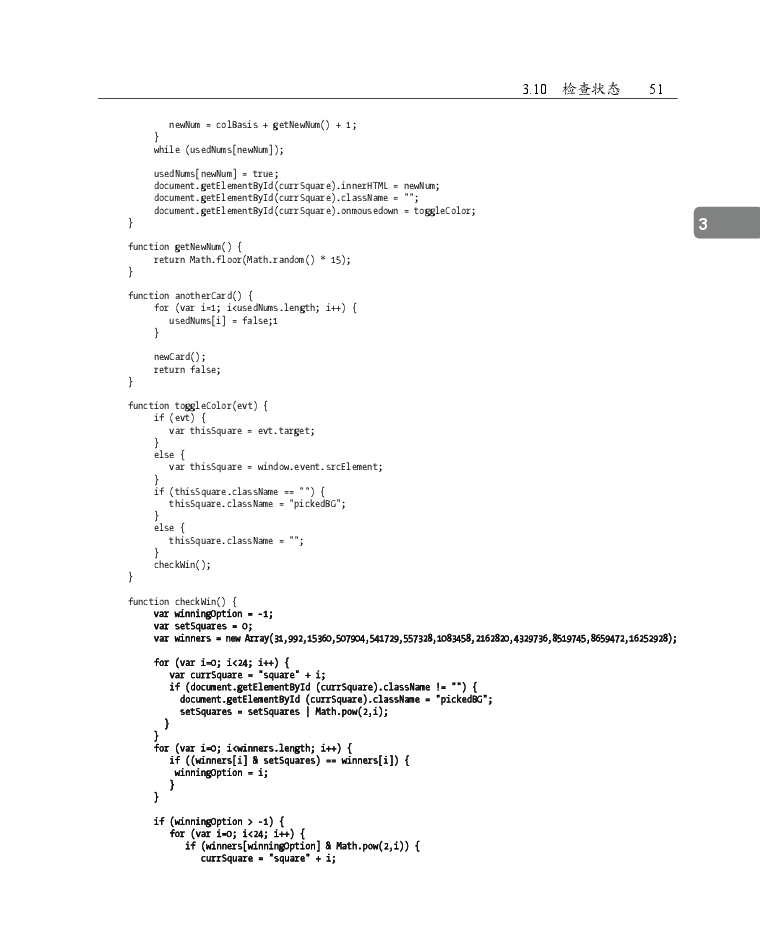 3.10 检查状态 51
newNum = colBasis + getNewNum() + 1;
}
while (usedNums[newNum]);
usedNums[newNum] = true;
document.getElementById(currSquare).innerHTML = newNum;
document.getElementById(currSquare).className = "";
document.getElementById(currSquare).onmousedown = toggleColor;
}
3
function getNewNum() {
return Math.floor(Math.random() * 15);
}
function anotherCard() {
for (var i=1; i<usedNums.length; i++) {
usedNums[i] = false;1
}
newCard();
return false;
}
function toggleColor(evt) {
if (evt) {
var thisSquare = evt.target;
}
else {
var thisSquare = window.event.srcElement;
}
if (thisSquare.className == "") {
thisSquare.className = "pickedBG";
}
else {
thisSquare.className = "";
}
checkWin();
}
function checkWin() {
var winningOption = -1;
var setSquares = 0;
var winners = new Array(31,992,15360,507904,541729,557328,1083458,2162820,4329736,8519745,8659472,16252928);
for (var i=0; i<24; i++) {
var currSquare = "square" + i;
if (document.getElementById (currSquare).className != "") {
document.getElementById (currSquare).className = "pickedBG";
setSquares = setSquares | Math.pow(2,i);
}
}
for (var i=0; i<winners.length; i++) {
if ((winners[i] & setSquares) == winners[i]) {
winningOption = i;
}
}
if (winningOption > -1) {
for (var i=0; i<24; i++) {
if (winners[winningOption] & Math.pow(2,i)) {
currSquare = "square" + i;